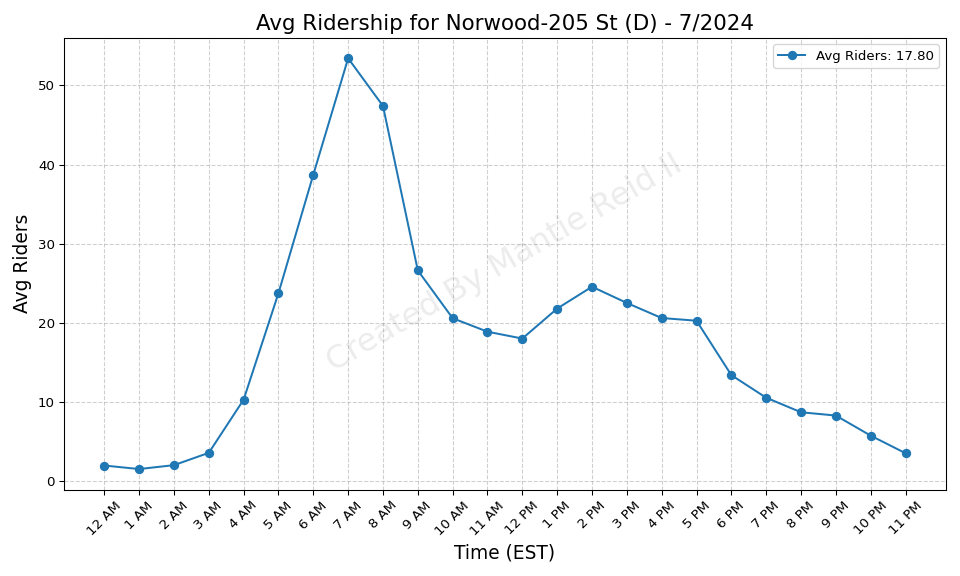 Avg Ridership for Norwood-205 St (D) - 7/2024
Avg Riders: 17.80
Avg Riders
50
40
30
20
10
0
Created By Mantie Reid II
12 AM
1 AM
2 AM
3 AM
4 AM
5 AM
6 AM
7 AM
8 AM
9 AM
10 AM
11 AM
12 PM
1 PM
2 PM
3 PM
4 PM
5 PM
6 PM
7 PM
8 PM
9 PM
10 PM
11 PM
Time (EST)